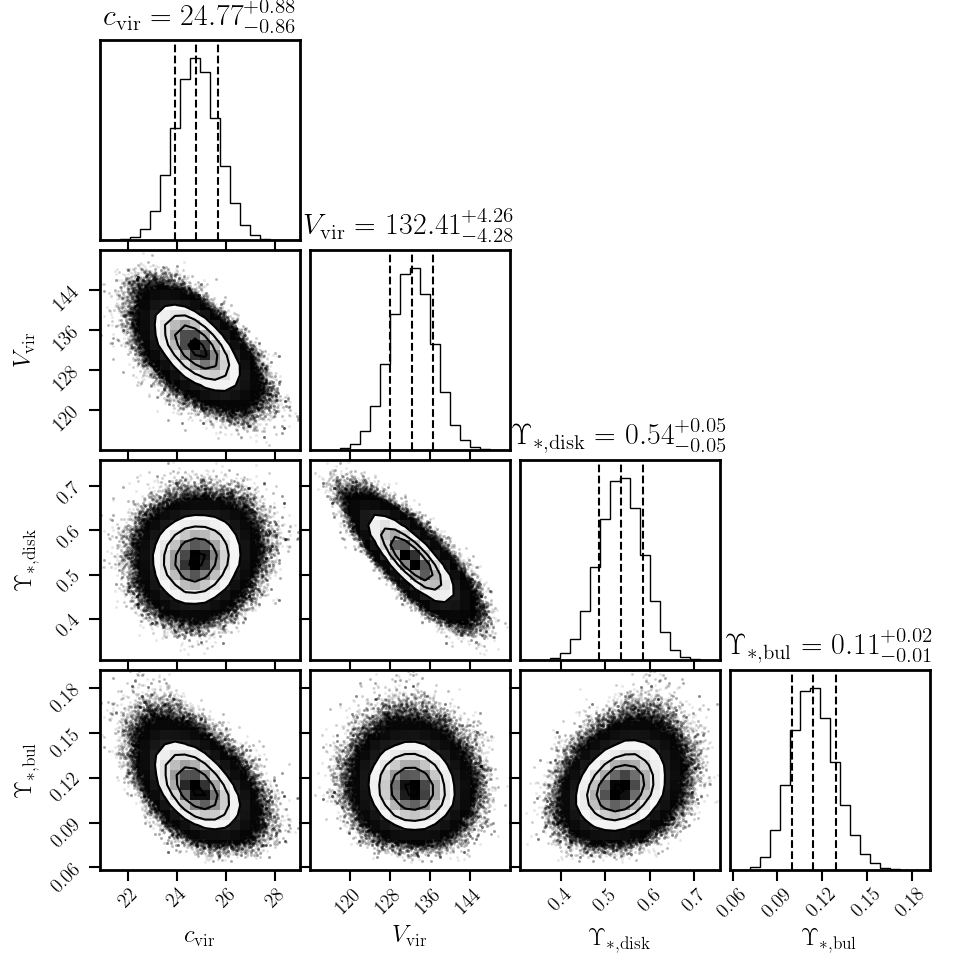 c_vir = 24.77^{+0.88}_{-0.86}
V_vir = 132.41^{+4.26}_{-4.28}
144
136
128
120
V_vir
Υ_{*,disk} = 0.54^{+0.05}_{-0.05}
0.7
0.6
0.5
0.4
Υ_{*,disk}
Υ_{*,bul} = 0.11^{+0.02}_{-0.01}
0.18
0.15
0.12
0.09
0.06
Υ_{*,bul}
22 24 26 28 120 128 136 144 0.4 0.5 0.6 0.7 0.06 0.09 0.12 0.15 0.18
c_vir V_vir Υ_{*,disk} Υ_{*,bul}